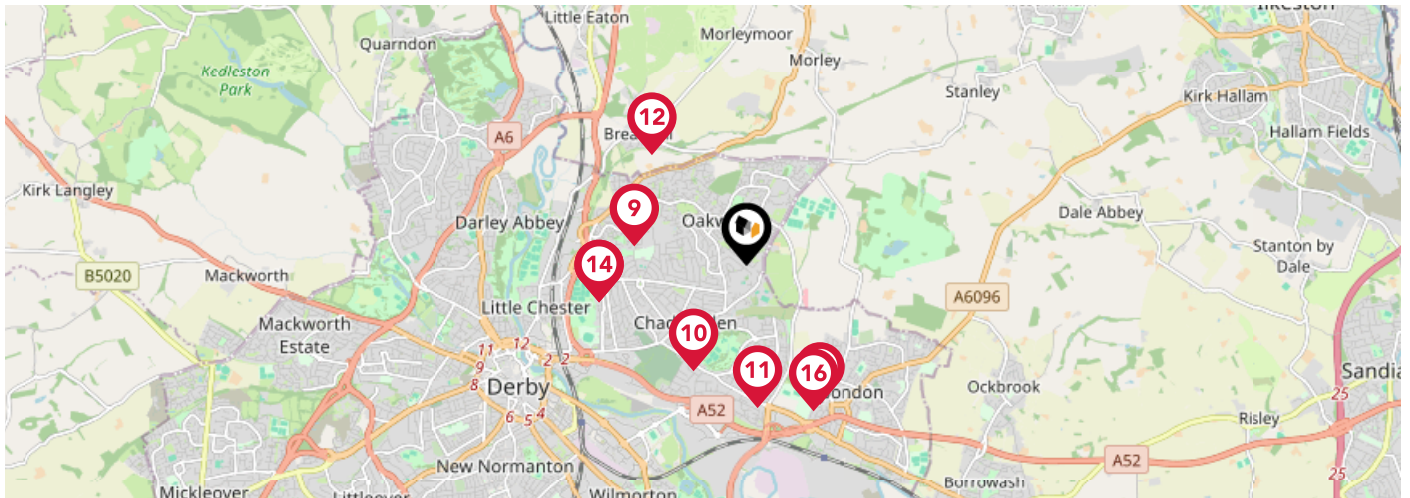 Little Eaton
Ilkeston
Quarndon
Morleymoor
Morley
Kedleston
Park
Stanley
Kirk Hallam
12
A6
Hallam Fields
Kirk Langley
9
Darley Abbey
Dale Abbey
Stanton by
Dale
14
B5020
Mackworth
A6096
Little Chester
Mackworth
Estate
10
11
12
2
2
9
8
Derby
6
5
4
11
16
Ockbrook
Sandia
25
A52
Risley
A52
New Normanton
25
Borrowash
Mickleover
Littleover
Wilmorton